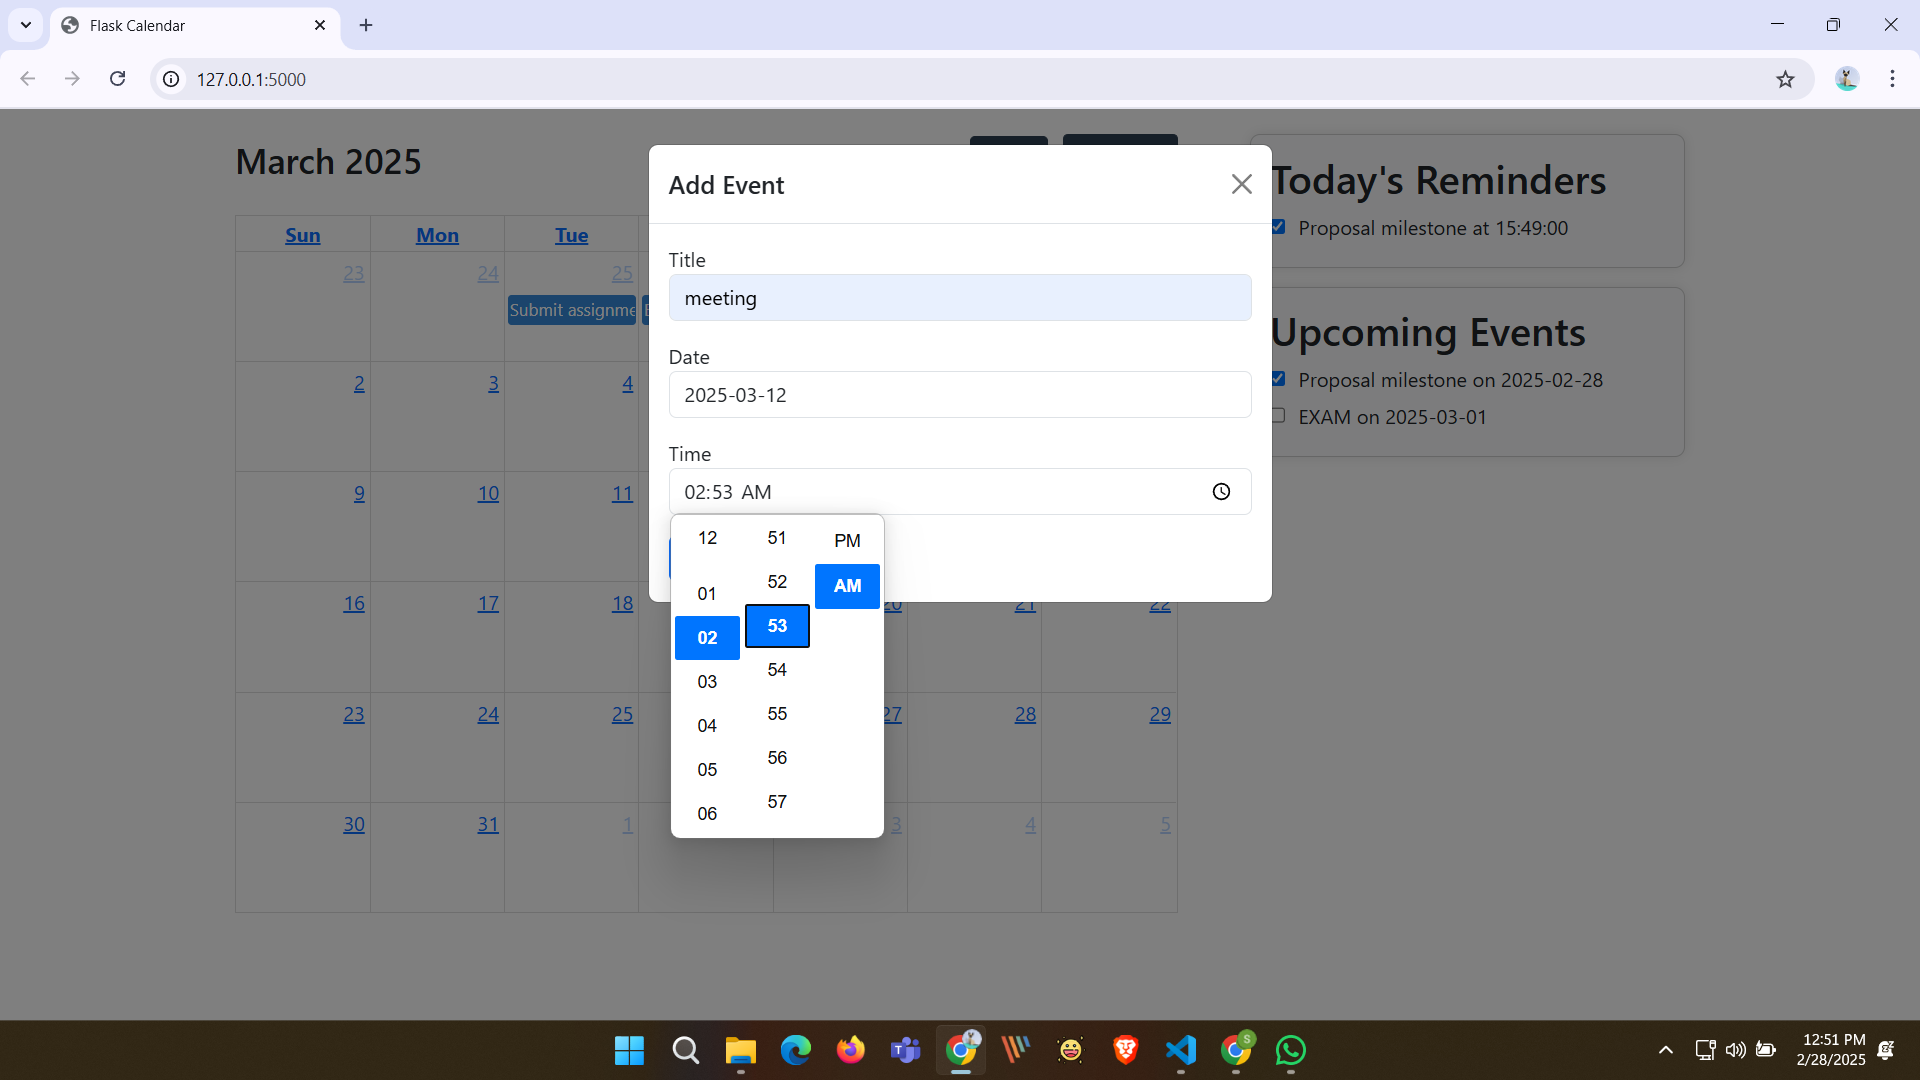 Flask Calendar
127.0.0.1:5000
March 2025
Sun Mon Tue
23 24 25
Submit assignme
2 3 4
9 10 11
16 17 18 20 21 22
23 24 25 27 28 29
30 31 1 3 4 5
Add Event
Title
meeting
Date
2025-03-12
Time
02:53 AM
12 51 PM
01 52 AM
02 53
03 54
04 55
05 56
06 57
Today's Reminders
Proposal milestone at 15:49:00
Upcoming Events
Proposal milestone on 2025-02-28
EXAM on 2025-03-01
S
12:51 PM
2/28/2025